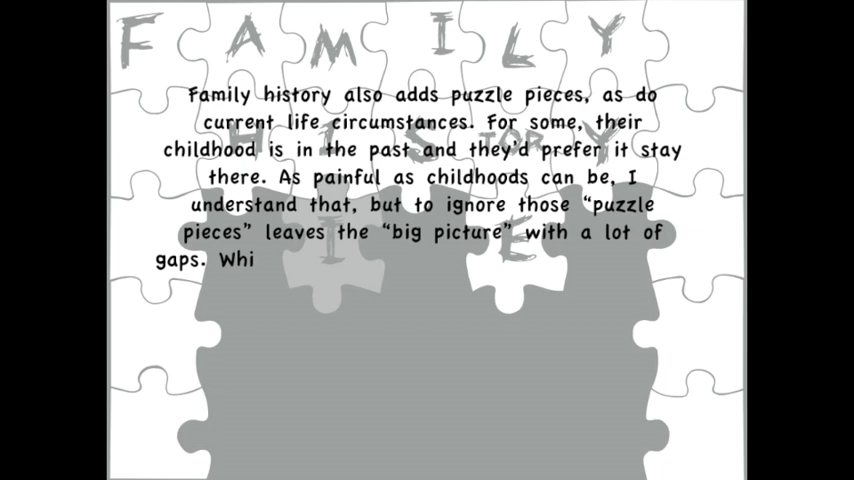 FAMILY
HISTORY
I E
Family history also adds puzzle pieces, as do
current life circumstances. For some, their
childhood is in the past and they'd prefer it stay
there. As painful as childhoods can be, I
understand that, but to ignore those “puzzle
pieces” leaves the “big picture” with a lot of
gaps. Whi